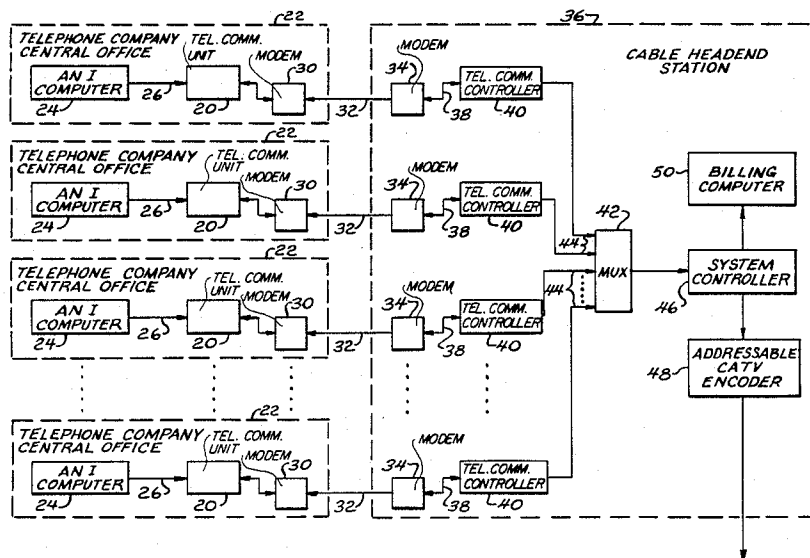 22
TELEPHONE COMPANY
CENTRAL OFFICE
TEL. COMM.
UNIT
MODEM
30
AN I
COMPUTER
24
26
20
32
36
CABLE HEADEND
STATION
MODEM
34
38
TEL. COMM.
CONTROLLER
40
22
TELEPHONE COMPANY
CENTRAL OFFICE
TEL. COMM.
UNIT
MODEM
30
AN I
COMPUTER
24
26
20
32
MODEM
34
38
TEL. COMM.
CONTROLLER
40
44
42
MUX
44
50
BILLING
COMPUTER
SYSTEM
CONTROLLER
46
ADDRESSABLE
CATV
ENCODER
48
22
TELEPHONE COMPANY
CENTRAL OFFICE
TEL. COMM.
UNIT
MODEM
30
AN I
COMPUTER
24
26
20
32
MODEM
34
38
TEL. COMM.
CONTROLLER
40
22
TELEPHONE COMPANY
CENTRAL OFFICE
TEL. COMM.
UNIT
MODEM
30
AN I
COMPUTER
24
26
20
32
MODEM
34
38
TEL. COMM.
CONTROLLER
40